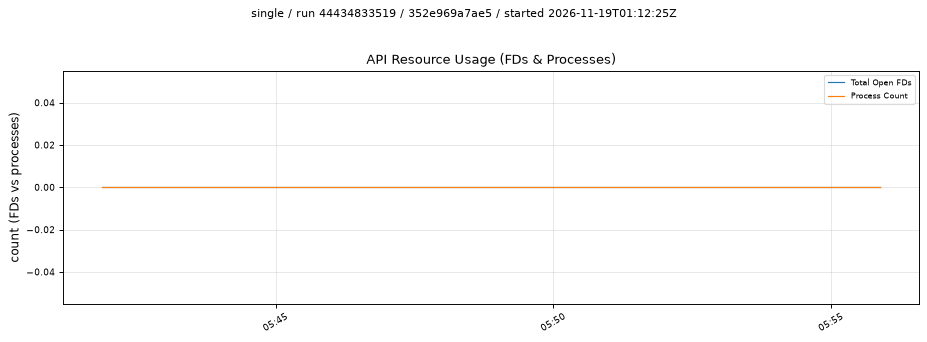 single / run 44434833519 / 352e969a7ae5 / started 2026-11-19T01:12:25Z
API Resource Usage (FDs & Processes)
Total Open FDs
Process Count
count (FDs vs processes)
0.04
0.02
0.00
−0.02
−0.04
05:45
05:50
05:55